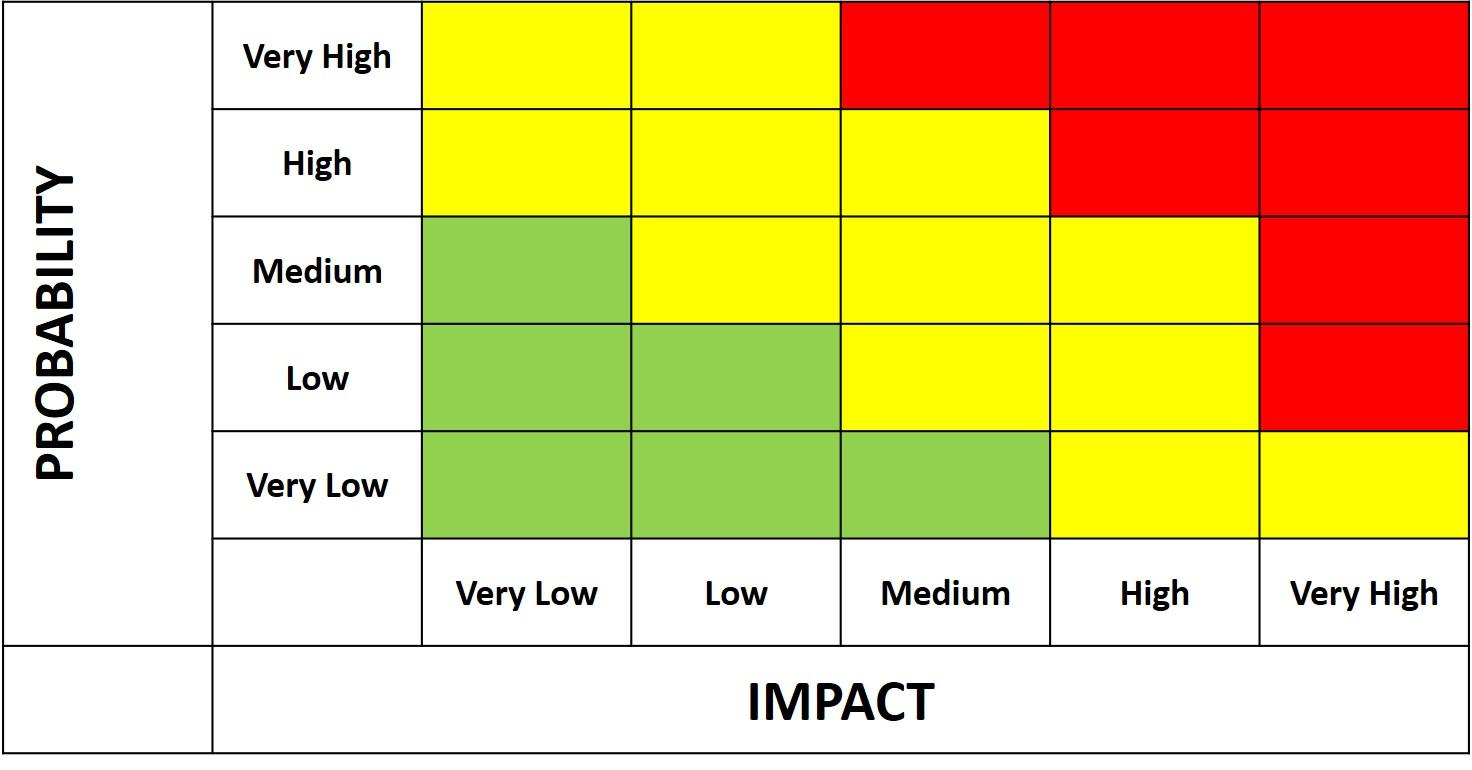 PROBABILITY
Very High
High
Medium
Low
Very Low
Very Low
Low
Medium
High
Very High
IMPACT